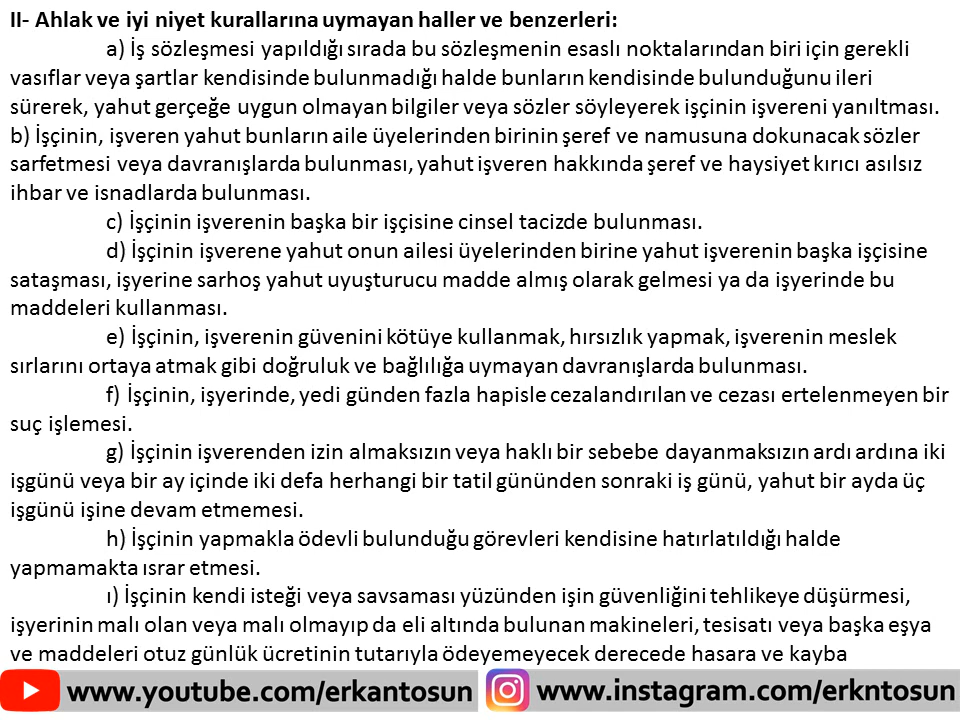 II- Ahlak ve iyi niyet kurallarına uymayan haller ve benzerleri:
a) İş sözleşmesi yapıldığı sırada bu sözleşmenin esaslı noktalarından biri için gerekli
vasıflar veya şartlar kendisinde bulunmadığı halde bunların kendisinde bulunduğunu ileri
sürerek, yahut gerçeğe uygun olmayan bilgiler veya sözler söyleyerek işçinin işvereni yanıltması.
b) İşçinin, işveren yahut bunların aile üyelerinden birinin şeref ve namusuna dokunacak sözler
sarfetmesi veya davranışlarda bulunması, yahut işveren hakkında şeref ve haysiyet kırıcı asılsız
ihbar ve isnadlarda bulunması.
c) İşçinin işverenin başka bir işçisine cinsel tacizde bulunması.
d) İşçinin işverene yahut onun ailesi üyelerinden birine yahut işverenin başka işçisine
sataşması, işyerine sarhoş yahut uyuşturucu madde almış olarak gelmesi ya da işyerinde bu
maddeleri kullanması.
e) İşçinin, işverenin güvenini kötüye kullanmak, hırsızlık yapmak, işverenin meslek
sırlarını ortaya atmak gibi doğruluk ve bağlılığa uymayan davranışlarda bulunması.
f) İşçinin, işyerinde, yedi günden fazla hapisle cezalandırılan ve cezası ertelenmeyen bir
suç işlemesi.
g) İşçinin işverenden izin almaksızın veya haklı bir sebebe dayanmaksızın ardı ardına iki
işgünü veya bir ay içinde iki defa herhangi bir tatil gününden sonraki iş günü, yahut bir ayda üç
işgünü işine devam etmemesi.
h) İşçinin yapmakla ödevli bulunduğu görevleri kendisine hatırlatıldığı halde
yapmamakta ısrar etmesi.
ı) İşçinin kendi isteği veya savsaması yüzünden işin güvenliğini tehlikeye düşürmesi,
işyerinin malı olan veya malı olmayıp da eli altında bulunan makineleri, tesisatı veya başka eşya
ve maddeleri otuz günlük ücretinin tutarıyla ödeyemeyecek derecede hasara ve kayba
www.youtube.com/erkantosun www.instagram.com/erkntosun